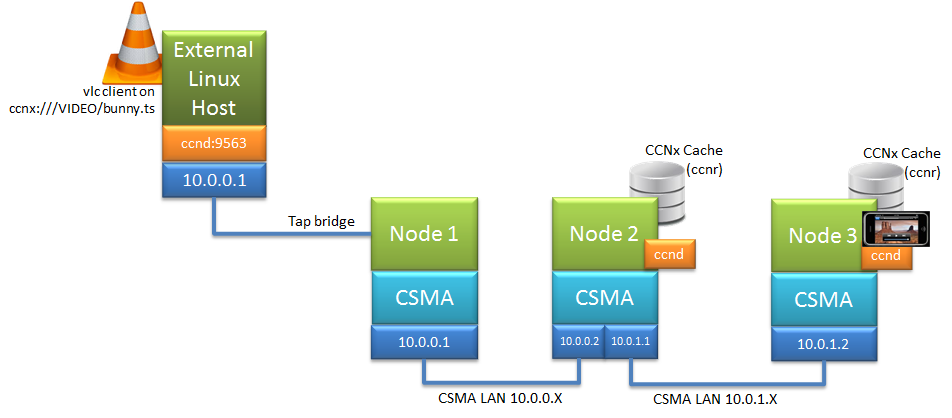 External
Linux
Host
vlc client on
ccnx:///VIDEO/bunny.ts
ccnd:9563
10.0.0.1
Tap bridge
Node 1
CSMA
10.0.0.1
CCNx Cache
(ccnr)
Node 2
ccnd
CSMA
10.0.0.2
10.0.1.1
CCNx Cache
(ccnr)
Node 3
ccnd
CSMA
10.0.1.2
CSMA LAN 10.0.0.X
CSMA LAN 10.0.1.X